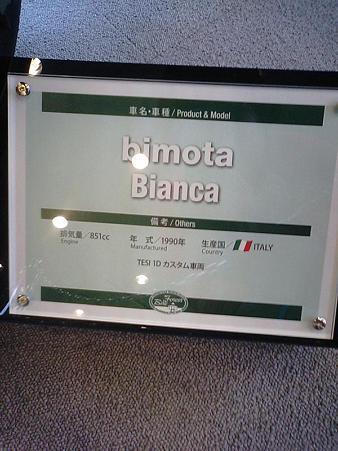 車名・車種 / Product & Model
bimota
Bianca
備考 / Others
排気量／851cc 年 式／1990年 生産国／ ITALY
Engine Manufactured Country
TESI 1D カスタム車両